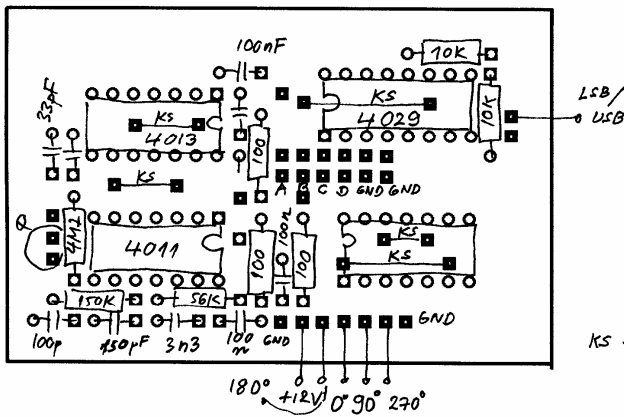 100nF
10K
33pF
KS
4013
100
KS
4029
10K
LSB/
USB
KS
A B C D GND GND
Q
4M2
4011
100
100n
100
KS
KS
150K
56K
GND
100p
150pF
3n3
100n
GND
180°
+12V
0°
90°
270°
KS